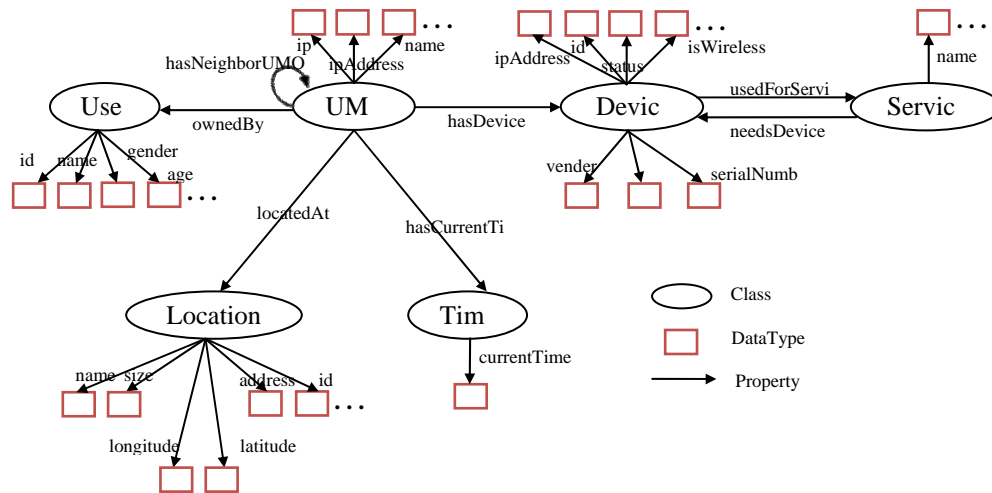 ip
name
ipAddress
hasNeighborUMO
ipAddress
id
status
isWireless
name
Use
UM
Devic
Servic
ownedBy
hasDevice
usedForServi
needsDevice
id
name
gender
age
vender
serialNumb
locatedAt
hasCurrentTi
Location
Tim
Class
DataType
Property
currentTime
name
size
address
id
longitude
latitude